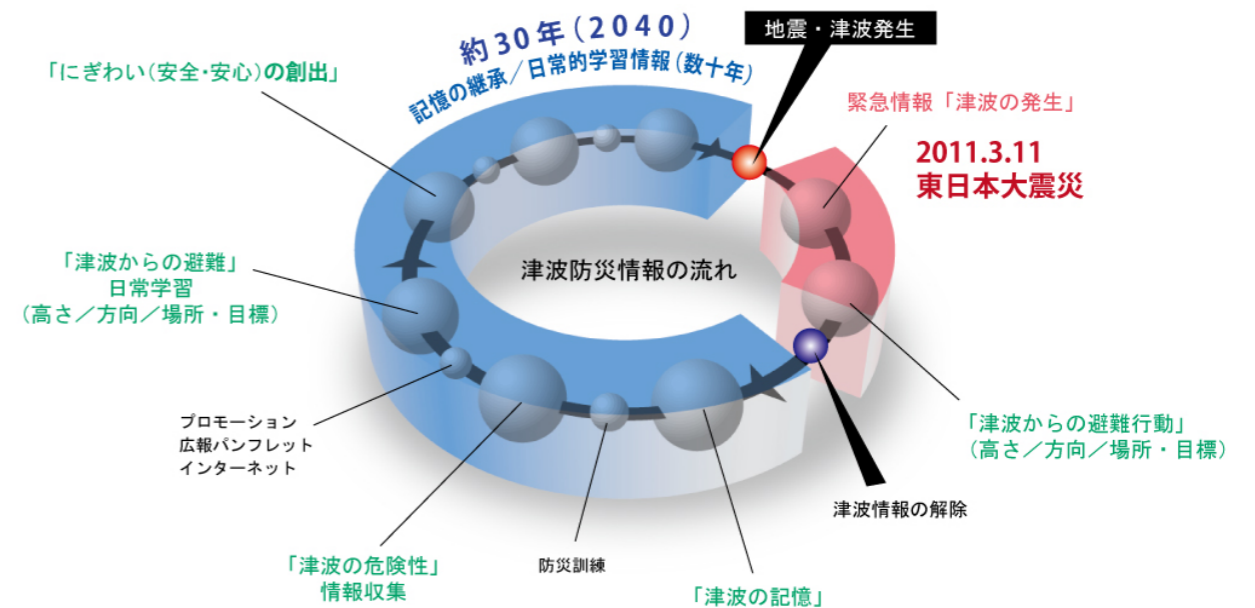 約30年(2040)
記憶の継承／日常的学習情報(数十年)
地震・津波発生
「にぎわい(安全・安心)の創出」
緊急情報「津波の発生」
2011.3.11
東日本大震災
「津波からの避難」
日常学習
(高さ／方向／場所・目標)
津波防災情報の流れ
プロモーション
広報パンフレット
インターネット
「津波からの避難行動」
(高さ／方向／場所・目標)
津波情報の解除
「津波の危険性」
情報収集
防災訓練
「津波の記憶」